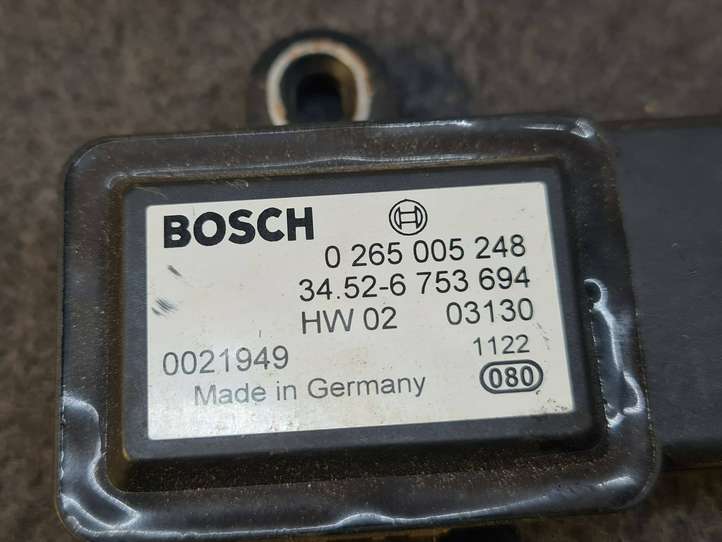 BOSCH
0 265 005 248
34.52-6 753 694
HW 02 03130
0021949 1122
Made in Germany 080